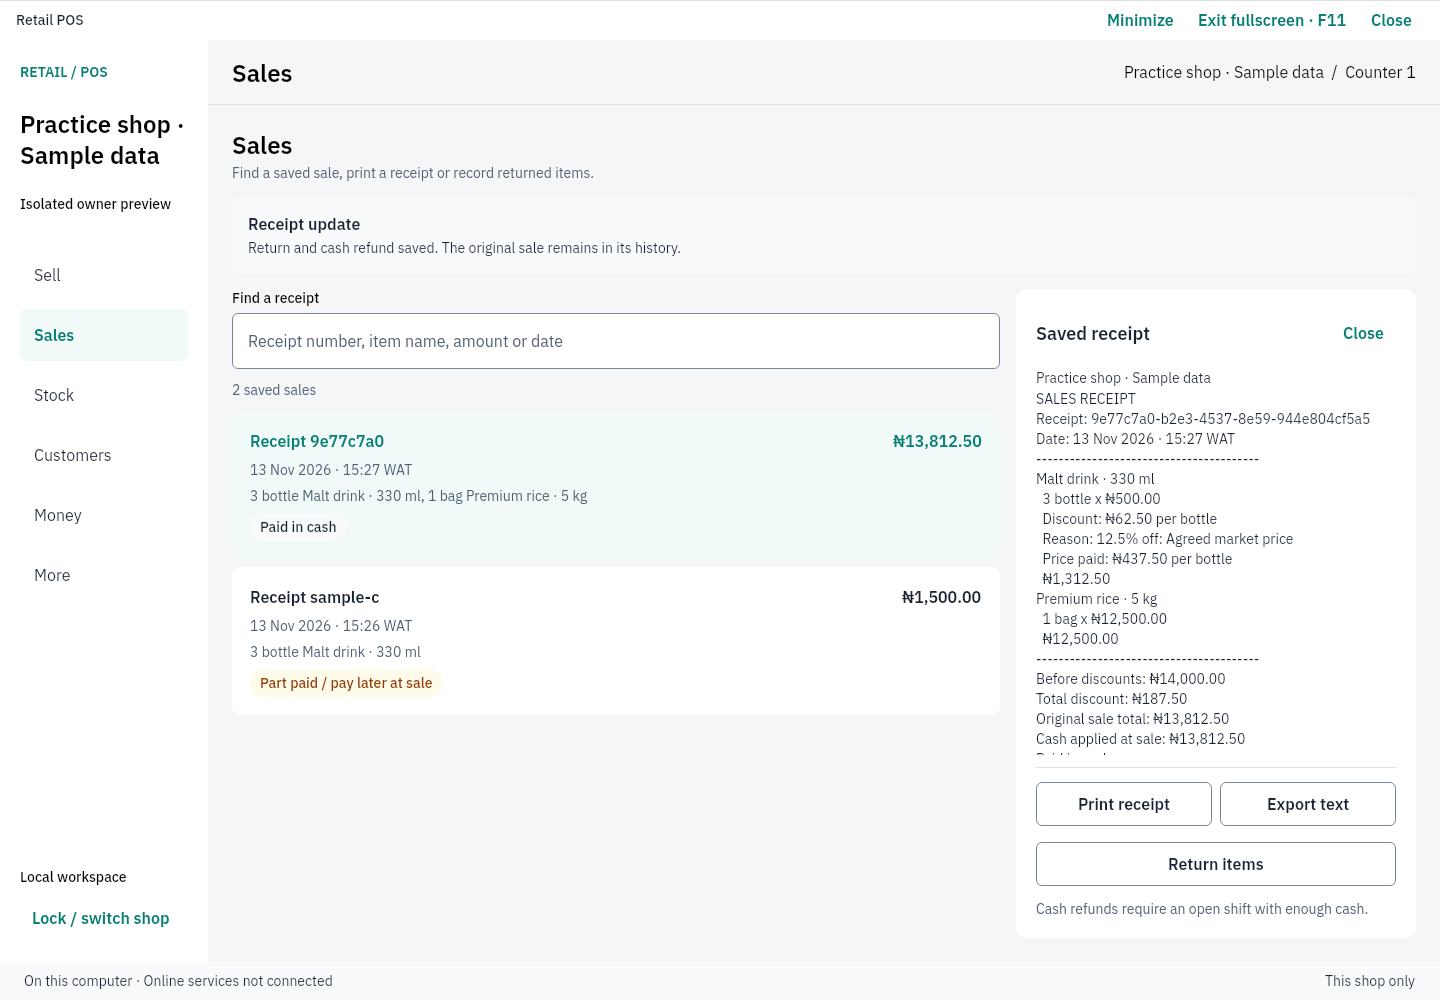 Retail POS
Minimize
Exit fullscreen · F11
Close
RETAIL / POS
Practice shop ·
Sample data
Isolated owner preview
Sell
Sales
Stock
Customers
Money
More
Local workspace
Lock / switch shop
Sales
Practice shop · Sample data / Counter 1
Sales
Find a saved sale, print a receipt or record returned items.
Receipt update
Return and cash refund saved. The original sale remains in its history.
Find a receipt
Receipt number, item name, amount or date
2 saved sales
Receipt 9e77c7a0
₦13,812.50
13 Nov 2026 · 15:27 WAT
3 bottle Malt drink · 330 ml, 1 bag Premium rice · 5 kg
Paid in cash
Receipt sample-c
₦1,500.00
13 Nov 2026 · 15:26 WAT
3 bottle Malt drink · 330 ml
Part paid / pay later at sale
Saved receipt
Close
Practice shop · Sample data
SALES RECEIPT
Receipt: 9e77c7a0-b2e3-4537-8e59-944e804cf5a5
Date: 13 Nov 2026 · 15:27 WAT
----------------------------------------
Malt drink · 330 ml
3 bottle x ₦500.00
Discount: ₦62.50 per bottle
Reason: 12.5% off: Agreed market price
Price paid: ₦437.50 per bottle
₦1,312.50
Premium rice · 5 kg
1 bag x ₦12,500.00
₦12,500.00
----------------------------------------
Before discounts: ₦14,000.00
Total discount: ₦187.50
Original sale total: ₦13,812.50
Cash applied at sale: ₦13,812.50
Print receipt
Export text
Return items
Cash refunds require an open shift with enough cash.
On this computer · Online services not connected
This shop only